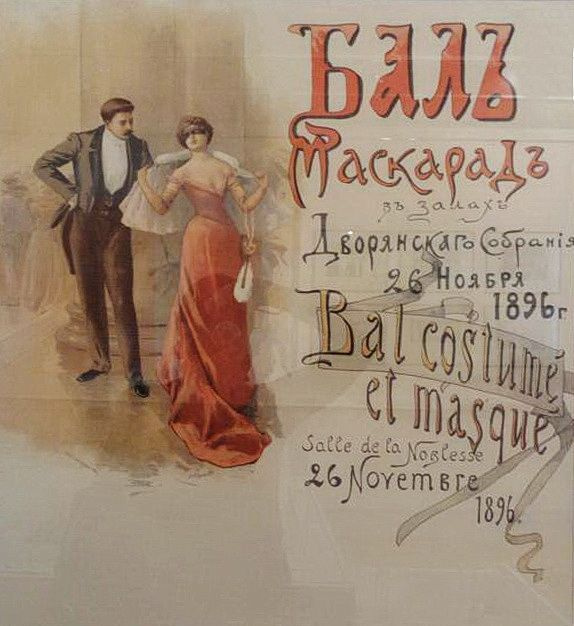 Балъ
Маскарадъ
въ залахъ
Дворянскаго Собранія
26 Ноября
1896г
Bal costumé
et masqué
Salle de la Noblesse
26 Novembre
1896.